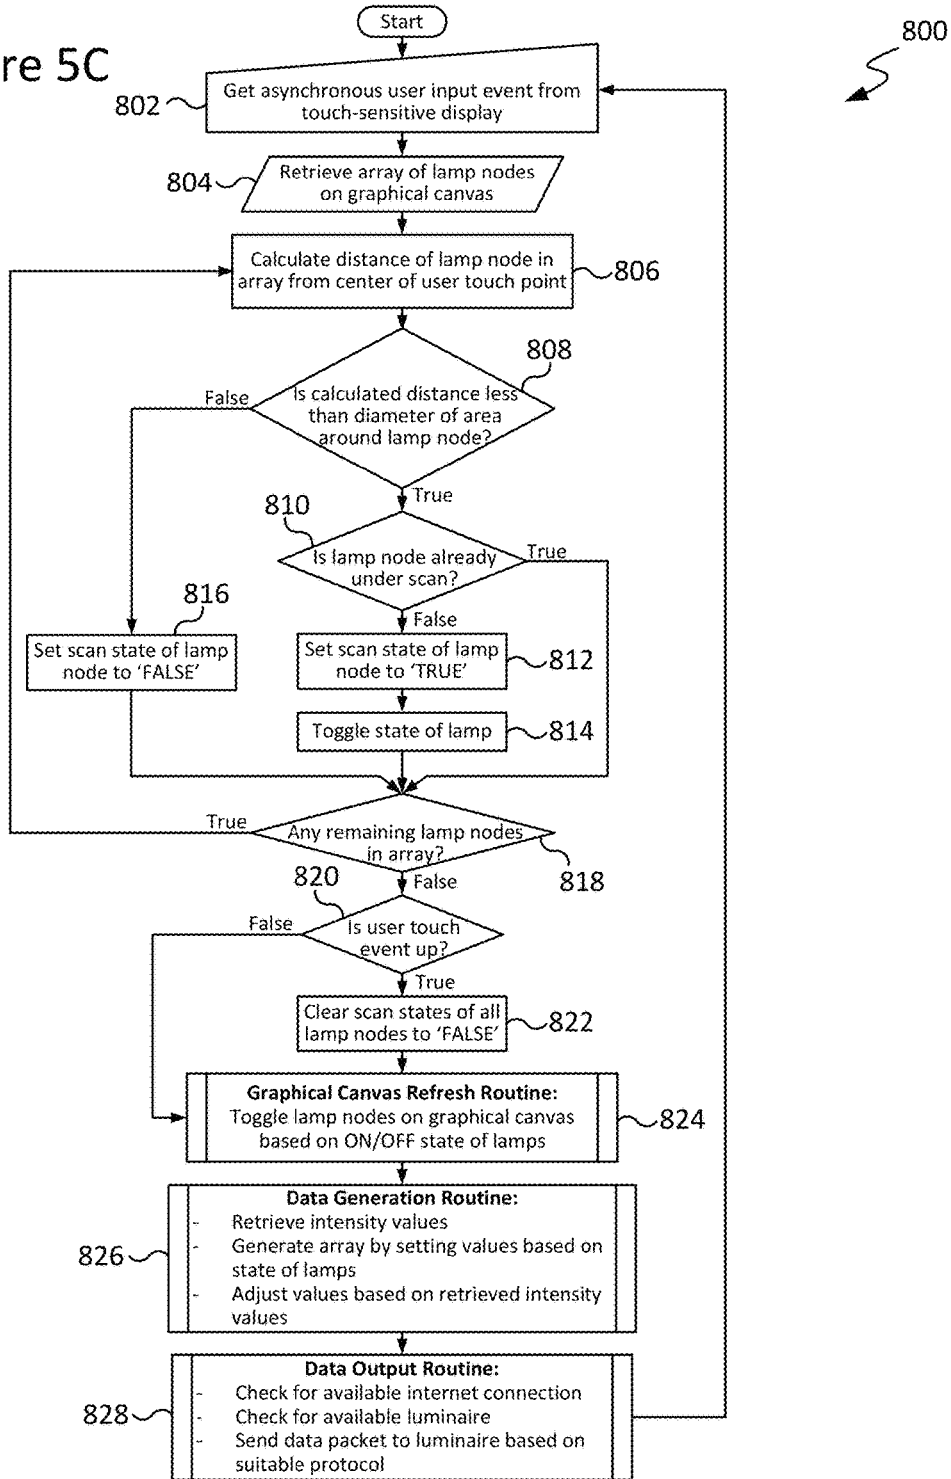 Start
800
re 5C
802
Get asynchronous user input event from
touch-sensitive display
804
Retrieve array of lamp nodes
on graphical canvas
Calculate distance of lamp node in
array from center of user touch point
806
808
False
Is calculated distance less
than diameter of area
around lamp node?
True
810
Is lamp node already
under scan?
True
False
816
Set scan state of lamp
node to ‘FALSE’
Set scan state of lamp
node to ‘TRUE’
812
Toggle state of lamp
814
True
Any remaining lamp nodes
in array?
818
False
820
False
Is user touch
event up?
True
Clear scan states of all
lamp nodes to ‘FALSE’
822
Graphical Canvas Refresh Routine:
Toggle lamp nodes on graphical canvas
based on ON/OFF state of lamps
824
826
Data Generation Routine:
- Retrieve intensity values
- Generate array by setting values based on
state of lamps
- Adjust values based on retrieved intensity
values
828
Data Output Routine:
- Check for available internet connection
- Check for available luminaire
- Send data packet to luminaire based on
suitable protocol